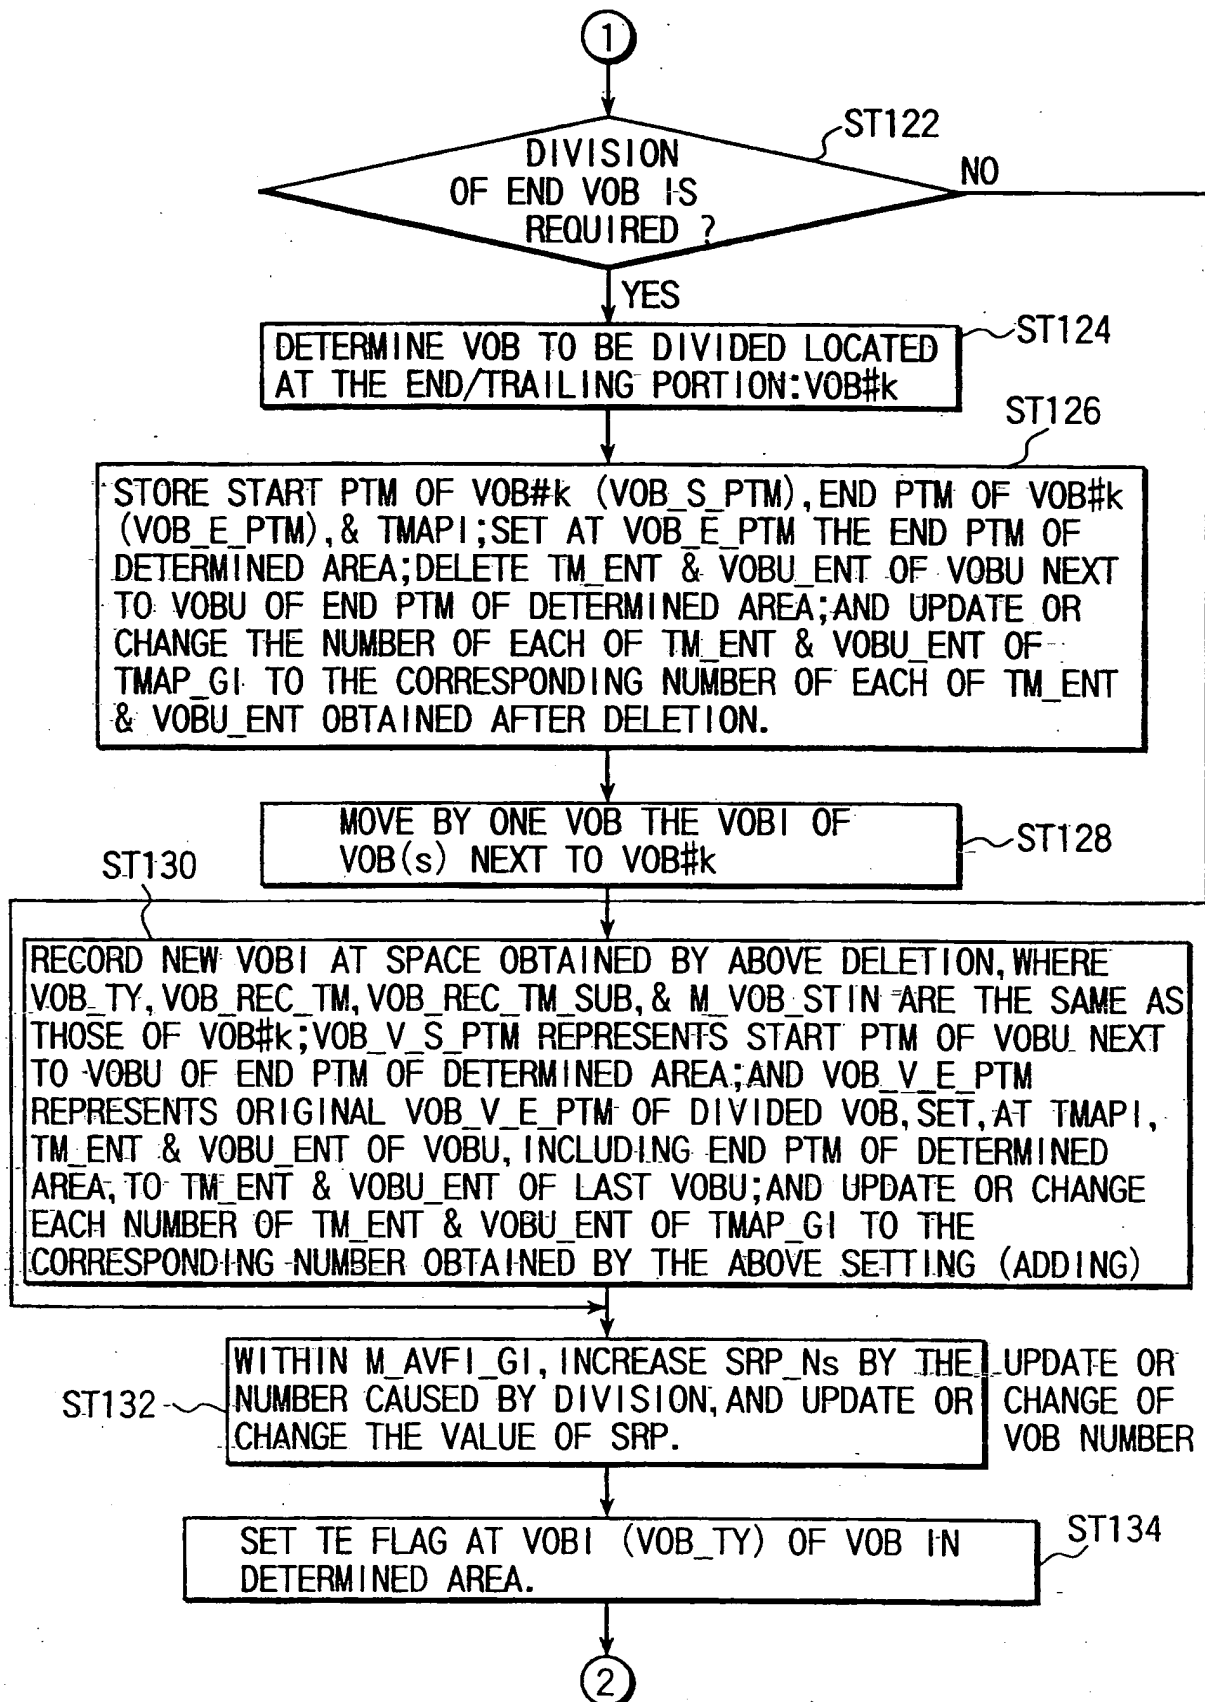 1
ST122
DIVISION
OF END VOB IS
REQUIRED ?
NO
YES
ST124
DETERMINE VOB TO BE DIVIDED LOCATED
AT THE END/TRAILING PORTION:VOB#k
ST126
STORE START PTM OF VOB#k (VOB_S_PTM), END PTM OF VOB#k
(VOB_E_PTM), & TMAPI;SET AT VOB_E_PTM THE END PTM OF
DETERMINED AREA;DELETE TM_ENT & VOBU_ENT OF VOBU NEXT
TO VOBU OF END PTM OF DETERMINED AREA;AND UPDATE OR
CHANGE THE NUMBER OF EACH OF TM_ENT & VOBU_ENT OF
TMAP_GI TO THE CORRESPONDING NUMBER OF EACH OF TM_ENT
& VOBU_ENT OBTAINED AFTER DELETION.
MOVE BY ONE VOB THE VOBI OF
VOB(s) NEXT TO VOB#k
ST128
ST130
RECORD NEW VOBI AT SPACE OBTAINED BY ABOVE DELETION, WHERE
VOB_TY, VOB_REC_TM, VOB_REC_TM_SUB, & M_VOB_STIN ARE THE SAME AS
THOSE OF VOB#k;VOB_V_S_PTM REPRESENTS START PTM OF VOBU NEXT
TO VOBU OF END PTM OF DETERMINED AREA;AND VOB_V_E_PTM
REPRESENTS ORIGINAL VOB_V_E_PTM OF DIVIDED VOB, SET, AT TMAPI,
TM_ENT & VOBU_ENT OF VOBU, INCLUDING END PTM OF DETERMINED
AREA, TO TM_ENT & VOBU_ENT OF LAST VOBU;AND UPDATE OR CHANGE
EACH NUMBER OF TM_ENT & VOBU_ENT OF TMAP_GI TO THE
CORRESPONDING NUMBER OBTAINED BY THE ABOVE SETTING (ADDING)
ST132
WITHIN M_AVFI_GI, INCREASE SRP_Ns BY THE
NUMBER CAUSED BY DIVISION, AND UPDATE OR
CHANGE THE VALUE OF SRP.
UPDATE OR
CHANGE OF
VOB NUMBER
SET TE FLAG AT VOBI (VOB_TY) OF VOB IN
DETERMINED AREA.
ST134
2